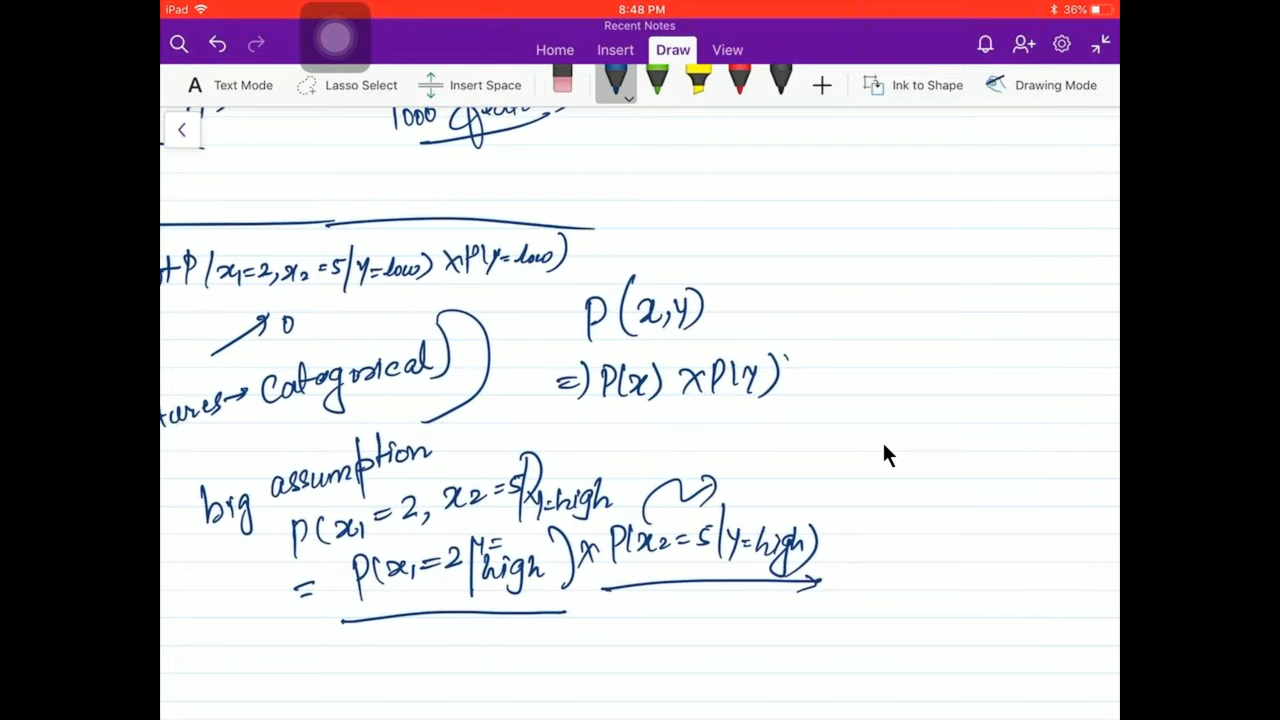 iPad 8:48 PM 36%
Recent Notes
Home Insert Draw View
A Text Mode Lasso Select Insert Space Ink to Shape Drawing Mode
1000
+P(x1=2, x2=5/y=low) × P(y=low)
0
P(x,y)
tures → Catogorical)
=) P(x) × P(y)
big assumption
P(x1=2, x2=5/y=high)
= P(x1=2/y=high) × P(x2=5/y=high)